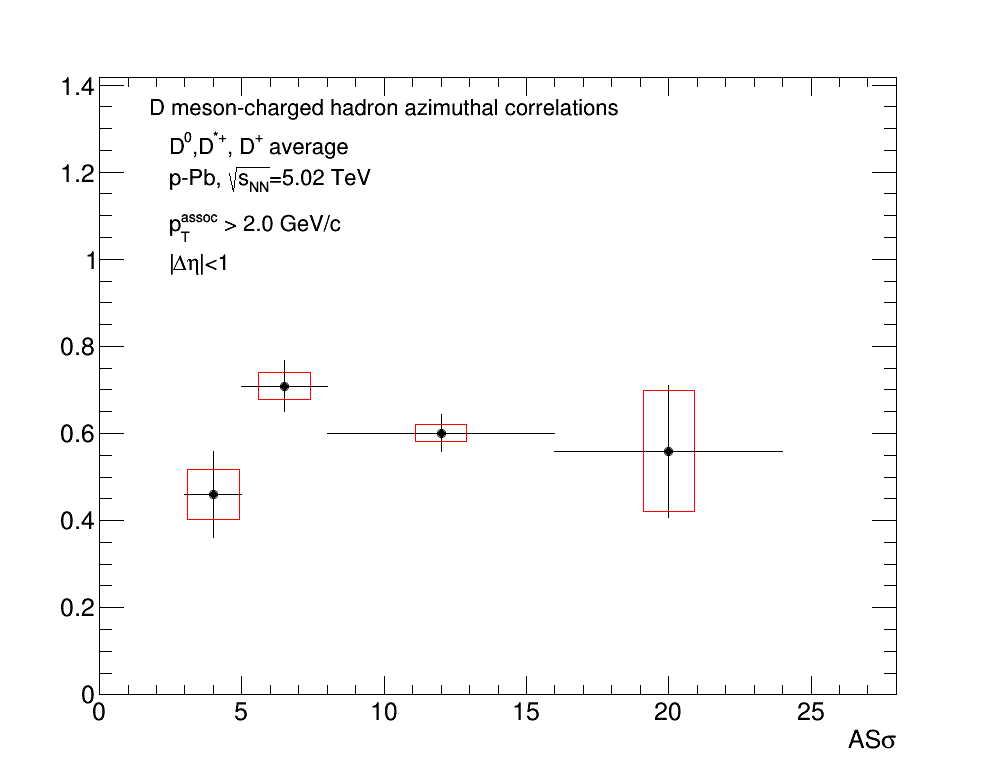 1.4
D meson-charged hadron azimuthal correlations
D⁰,D*⁺, D⁺ average
1.2
p-Pb, √sNN=5.02 TeV
pTassoc > 2.0 GeV/c
1
|Δη|<1
0.8
0.6
0.4
0.2
0
0 5 10 15 20 25
ASσ